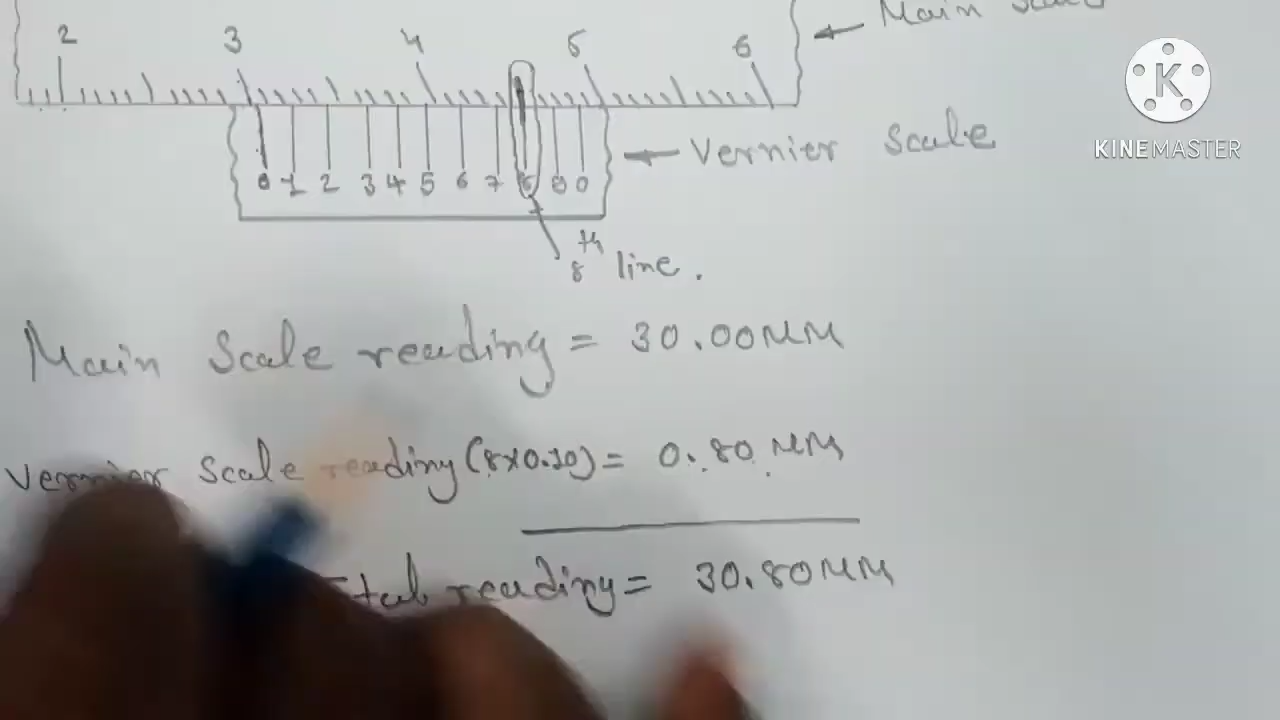 2 3 4 5 6
← Main
K
KINEMASTER
← Vernier Scale
0 1 2 3 4 5 6 7 8 9 0
8th line.
Main Scale reading = 30.00MM
Vernier Scale reading (8x0.10) = 0.80 MM
reading = 30.80MM